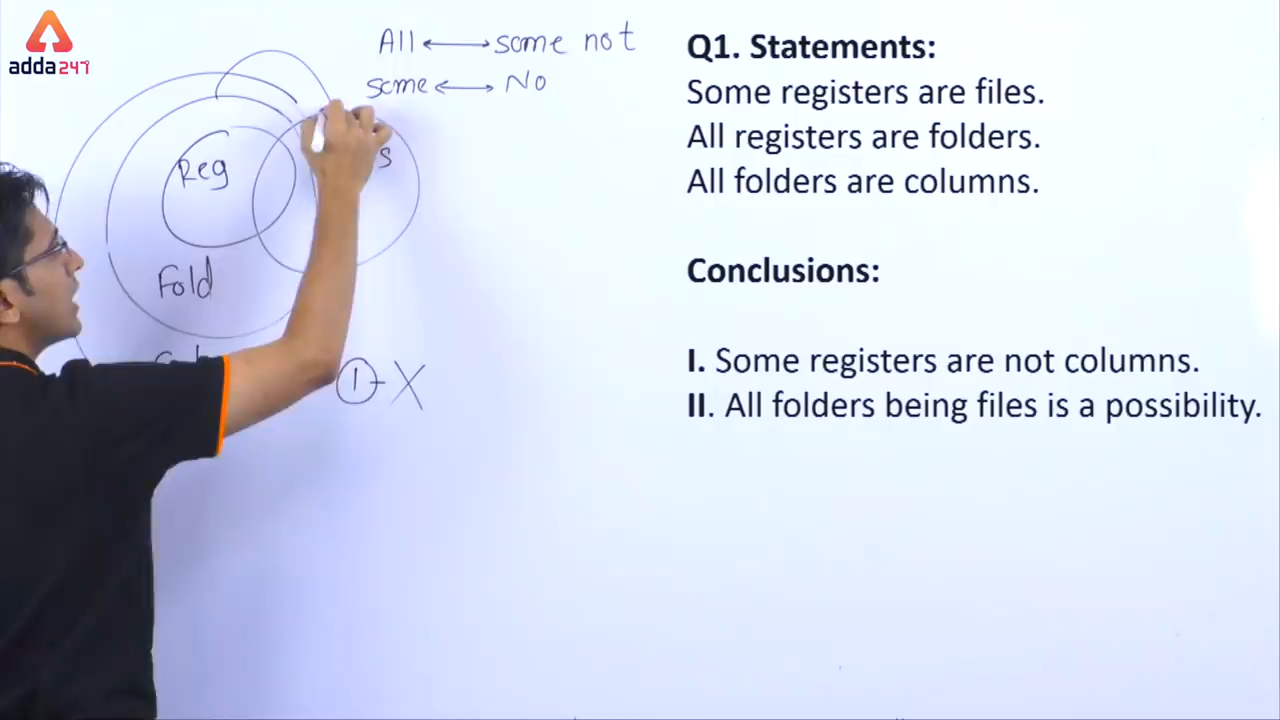 adda247
All ⟷ some not
some ⟷ No
Reg
s
Fold
① - X
Q1. Statements:
Some registers are files.
All registers are folders.
All folders are columns.
Conclusions:
I. Some registers are not columns.
II. All folders being files is a possibility.